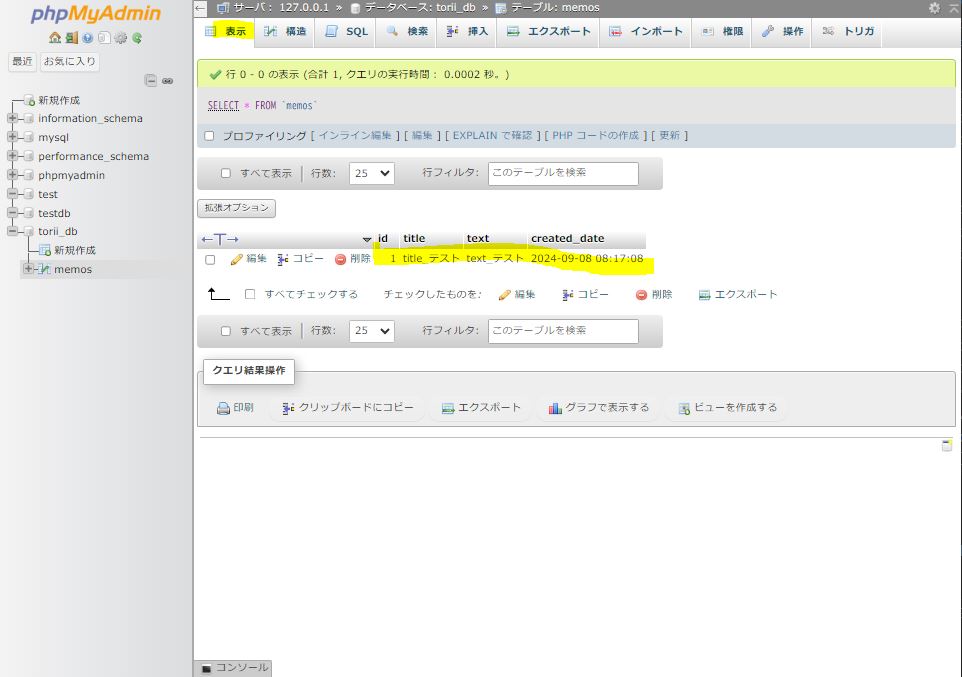 phpMyAdmin
最近 お気に入り
新規作成
information_schema
mysql
performance_schema
phpmyadmin
test
testdb
torii_db
新規作成
memos
サーバ: 127.0.0.1 » データベース: torii_db » テーブル: memos
表示 構造 SQL 検索 挿入 エクスポート インポート 権限 操作 トリガ
行 0 - 0 の表示 (合計 1, クエリの実行時間: 0.0002 秒。)
SELECT * FROM `memos`
プロファイリング [ インライン編集 ] [ 編集 ] [ EXPLAIN で確認 ] [ PHP コードの作成 ] [ 更新 ]
すべて表示 行数: 25 行フィルタ: このテーブルを検索
拡張オプション
←T→ id title text created_date
編集 コピー 削除 1 title_テスト text_テスト 2024-09-08 08:17:08
すべてチェックする チェックしたものを: 編集 コピー 削除 エクスポート
すべて表示 行数: 25 行フィルタ: このテーブルを検索
クエリ結果操作
印刷 クリップボードにコピー エクスポート グラフで表示する ビューを作成する
コンソール